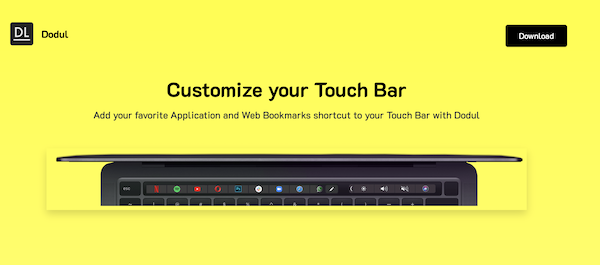 DL
Dodul
Download
Customize your Touch Bar
Add your favorite Application and Web Bookmarks shortcut to your Touch Bar with Dodul
esc